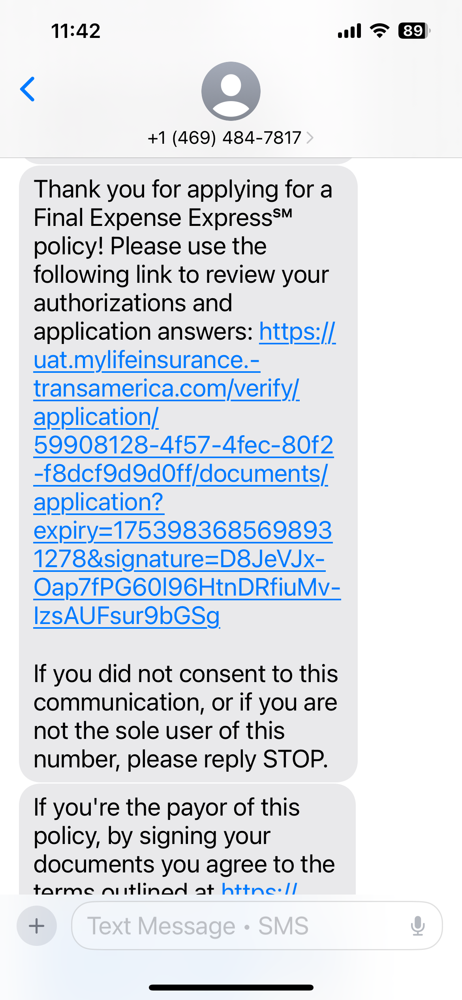 11:42
89
+1 (469) 484-7817
Thank you for applying for a
Final Expense Express℠
policy! Please use the
following link to review your
authorizations and
application answers: https://
uat.mylifeinsurance.-
transamerica.com/verify/
application/
59908128-4f57-4fec-80f2
-f8dcf9d9d0ff/documents/
application?
expiry=175398368569893
1278&signature=D8JeVJx-
Oap7fPG60l96HtnDRfiuMv-
IzsAUFsur9bGSg
If you did not consent to this
communication, or if you are
not the sole user of this
number, please reply STOP.
If you're the payor of this
policy, by signing your
documents you agree to the
terms outlined at https://
Text Message • SMS